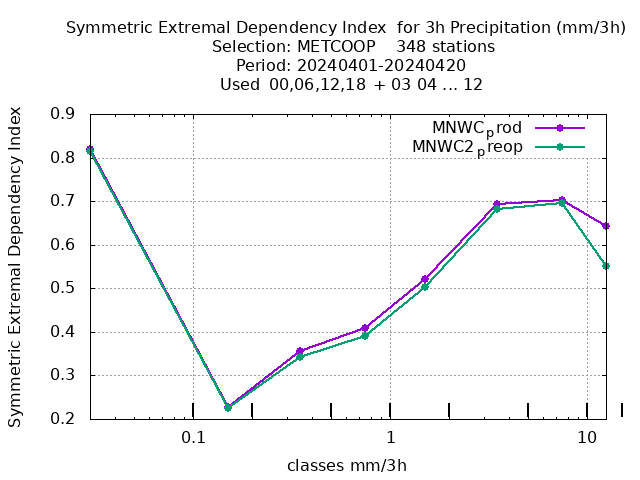 Symmetric Extremal Dependency Index for 3h Precipitation (mm/3h)
Selection: METCOOP 348 stations
Period: 20240401-20240420
Used 00,06,12,18 + 03 04 ... 12
Symmetric Extremal Dependency Index
0.9
0.8
0.7
0.6
0.5
0.4
0.3
0.2
MNWCprod
MNWC2preop
0.1 1 10
classes mm/3h